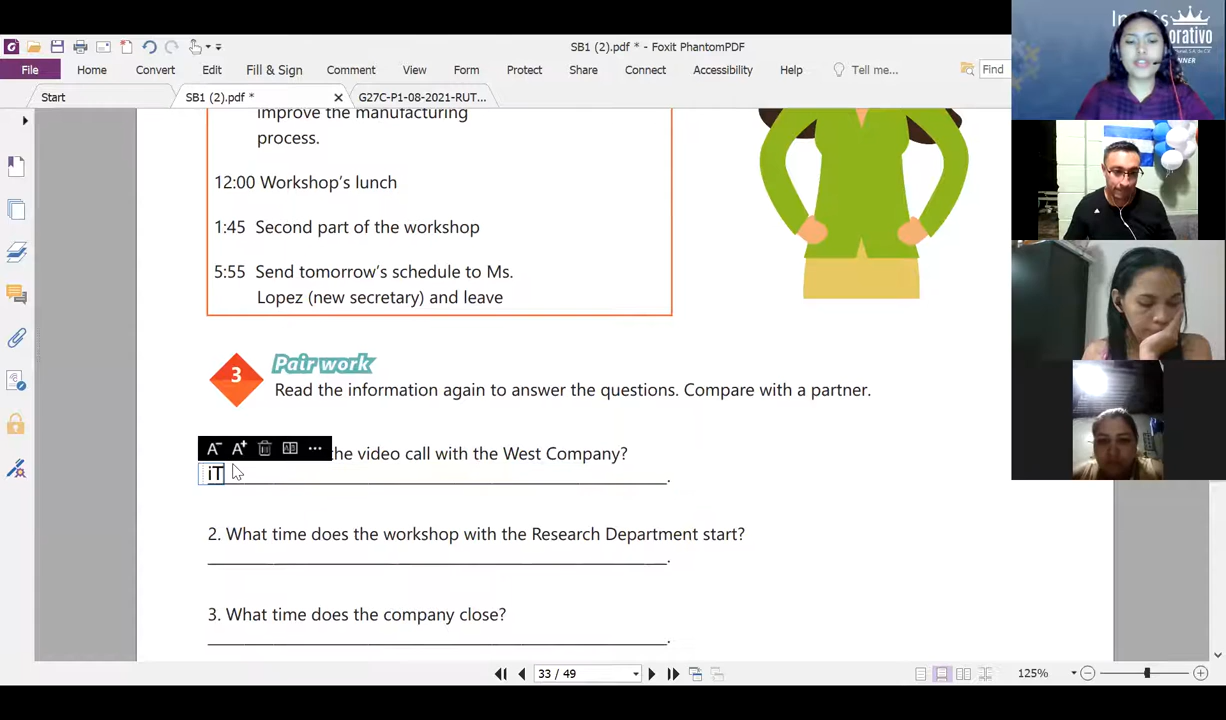 SB1 (2).pdf * - Foxit PhantomPDF
File Home Convert Edit Fill & Sign Comment View Form Protect Share Connect Accessibility Help Tell me... Find
Start SB1 (2).pdf * G27C-P1-08-2021-RUT...
improve the manufacturing
process.
12:00 Workshop's lunch
1:45 Second part of the workshop
5:55 Send tomorrow's schedule to Ms.
Lopez (new secretary) and leave
3 Pair work
Read the information again to answer the questions. Compare with a partner.
the video call with the West Company?
iT
2. What time does the workshop with the Research Department start?
3. What time does the company close?
33 / 49
125%